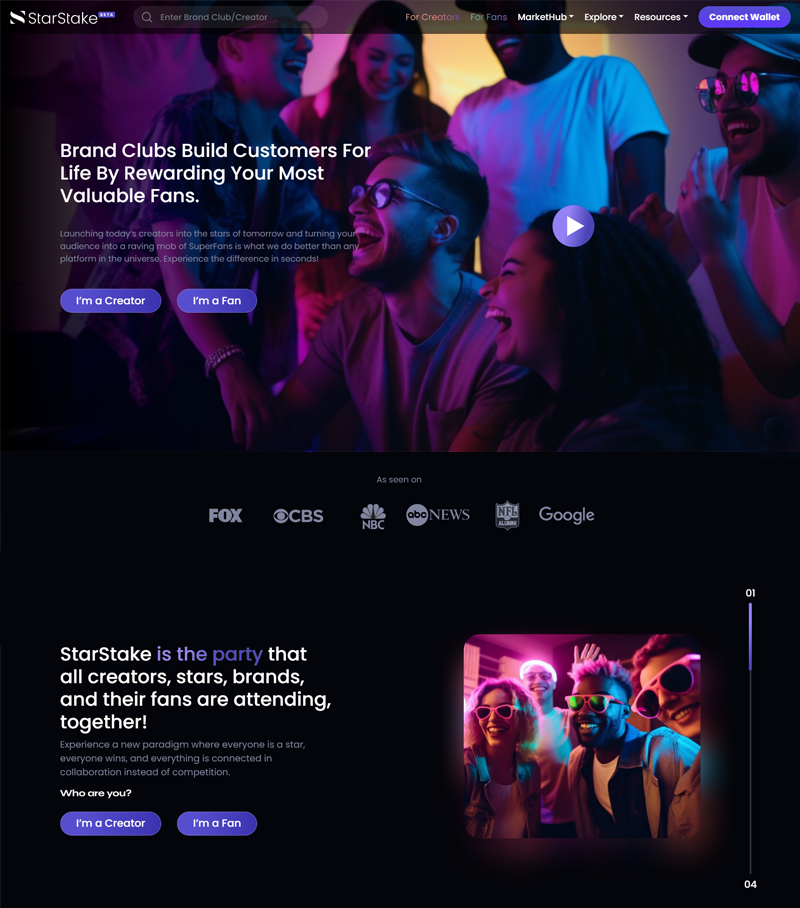 StarStake BETA
Enter Brand Club/Creator
For Creators
For Fans
MarketHub
Explore
Resources
Connect Wallet
Brand Clubs Build Customers For
Life By Rewarding Your Most
Valuable Fans.
Launching today's creators into the stars of tomorrow and turning your
audience into a raving mob of SuperFans is what we do better than any
platform in the universe. Experience the difference in seconds!
I'm a Creator
I'm a Fan
As seen on
FOX
CBS
NBC
abc NEWS
NFL
ALUMNI
Google
01
StarStake is the party that
all creators, stars, brands,
and their fans are attending,
together!
Experience a new paradigm where everyone is a star,
everyone wins, and everything is connected in
collaboration instead of competition.
Who are you?
I'm a Creator
I'm a Fan
04